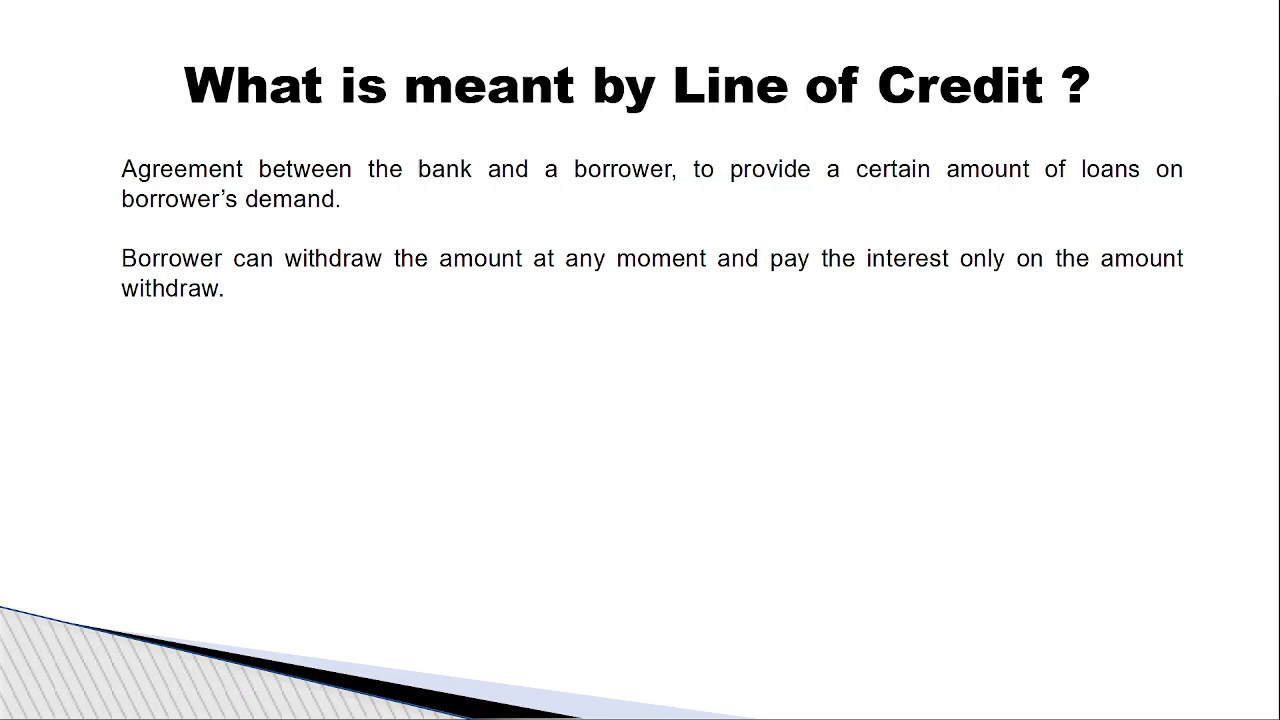 What is meant by Line of Credit ?
Agreement between the bank and a borrower, to provide a certain amount of loans on
borrower’s demand.
Borrower can withdraw the amount at any moment and pay the interest only on the amount
withdraw.